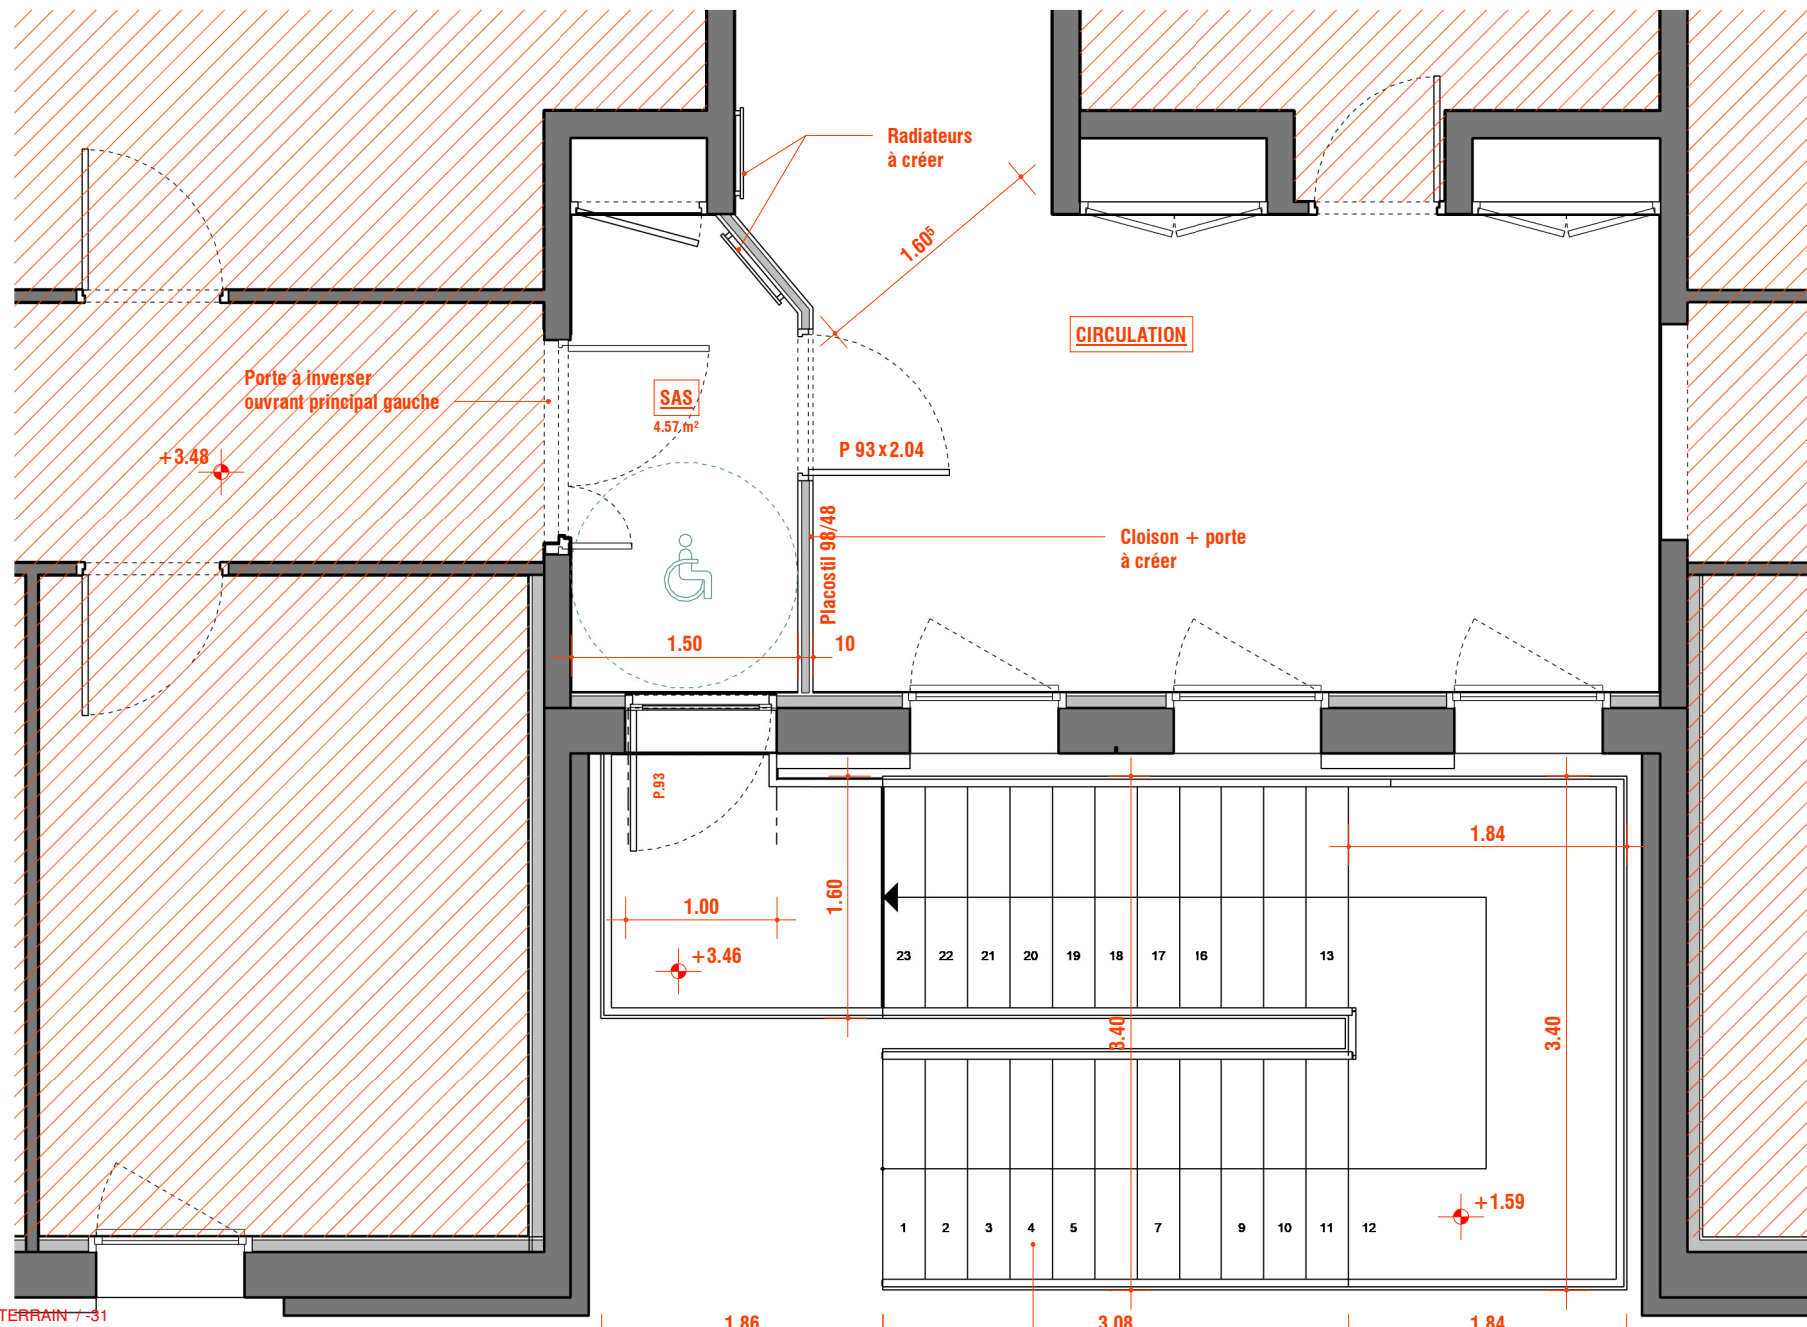 Radiateurs
à créer
1.60⁵
CIRCULATION
Porte à inverser
ouvrant principal gauche
SAS
4.57 m²
+3.48
P 93 x 2.04
Placostil 98/48
Cloison + porte
à créer
1.50
10
P.93
1.84
1.60
1.00
+3.46
23 22 21 20 19 18 17 16 13
3.40
3.40
+1.59
1 2 3 4 5 7 9 10 11 12
TERRAIN / -31
1.86 3.08 1.84